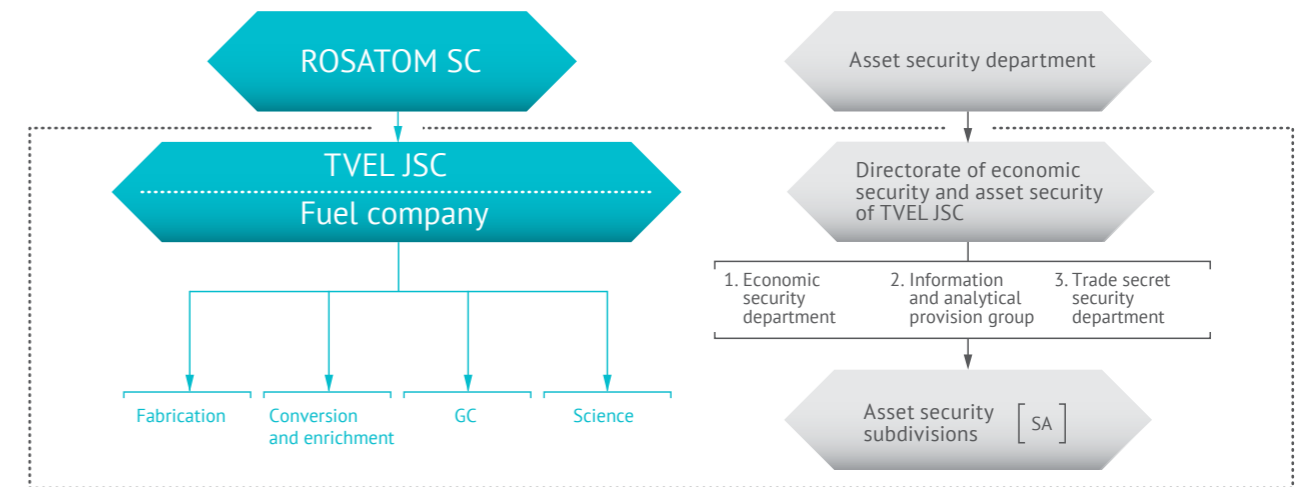 ROSATOM SC
TVEL JSC
Fuel company
Fabrication
Conversion
and enrichment
GC
Science
Asset security department
Directorate of economic
security and asset security
of TVEL JSC
1. Economic
security
department
2. Information
and analytical
provision group
3. Trade secret
security
department
Asset security
subdivisions
[SA]